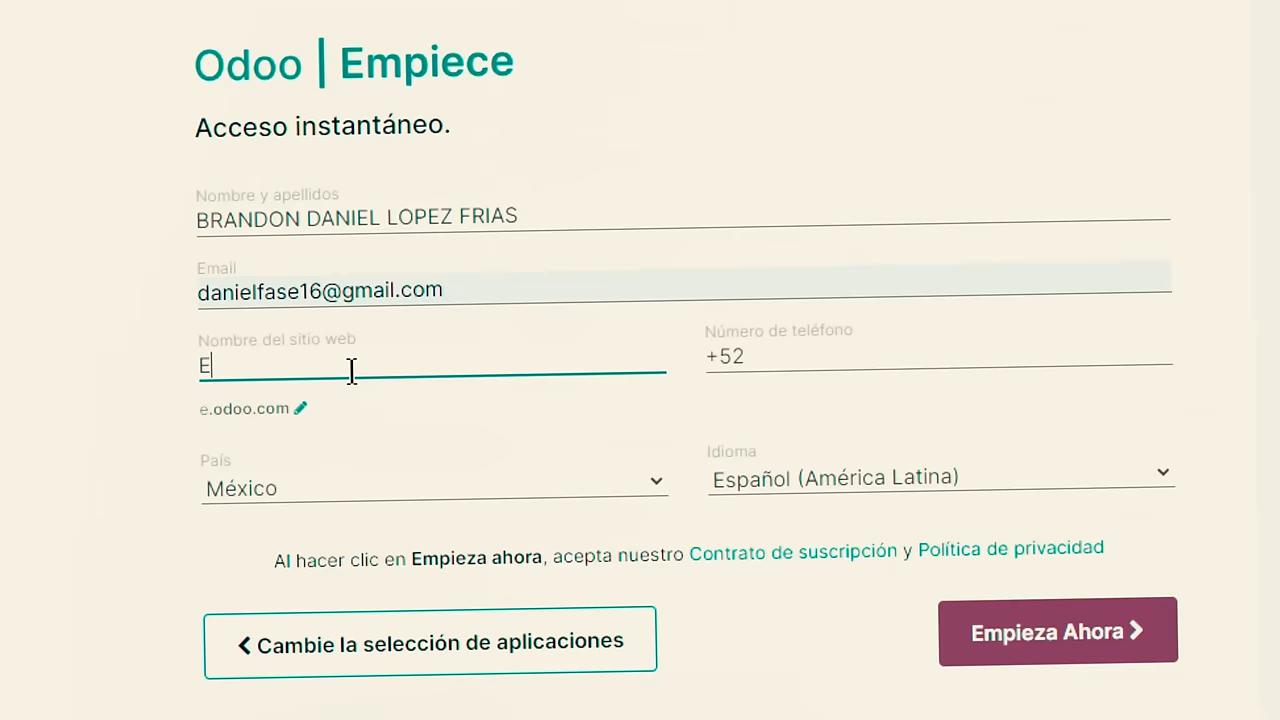 Odoo | Empiece
Acceso instantáneo.
Nombre y apellidos
BRANDON DANIEL LOPEZ FRIAS
Email
danielfase16@gmail.com
Nombre del sitio web
E
e.odoo.com
Número de teléfono
+52
País
México
Idioma
Español (América Latina)
Al hacer clic en Empieza ahora, acepta nuestro Contrato de suscripción y Política de privacidad
Cambie la selección de aplicaciones
Empieza Ahora